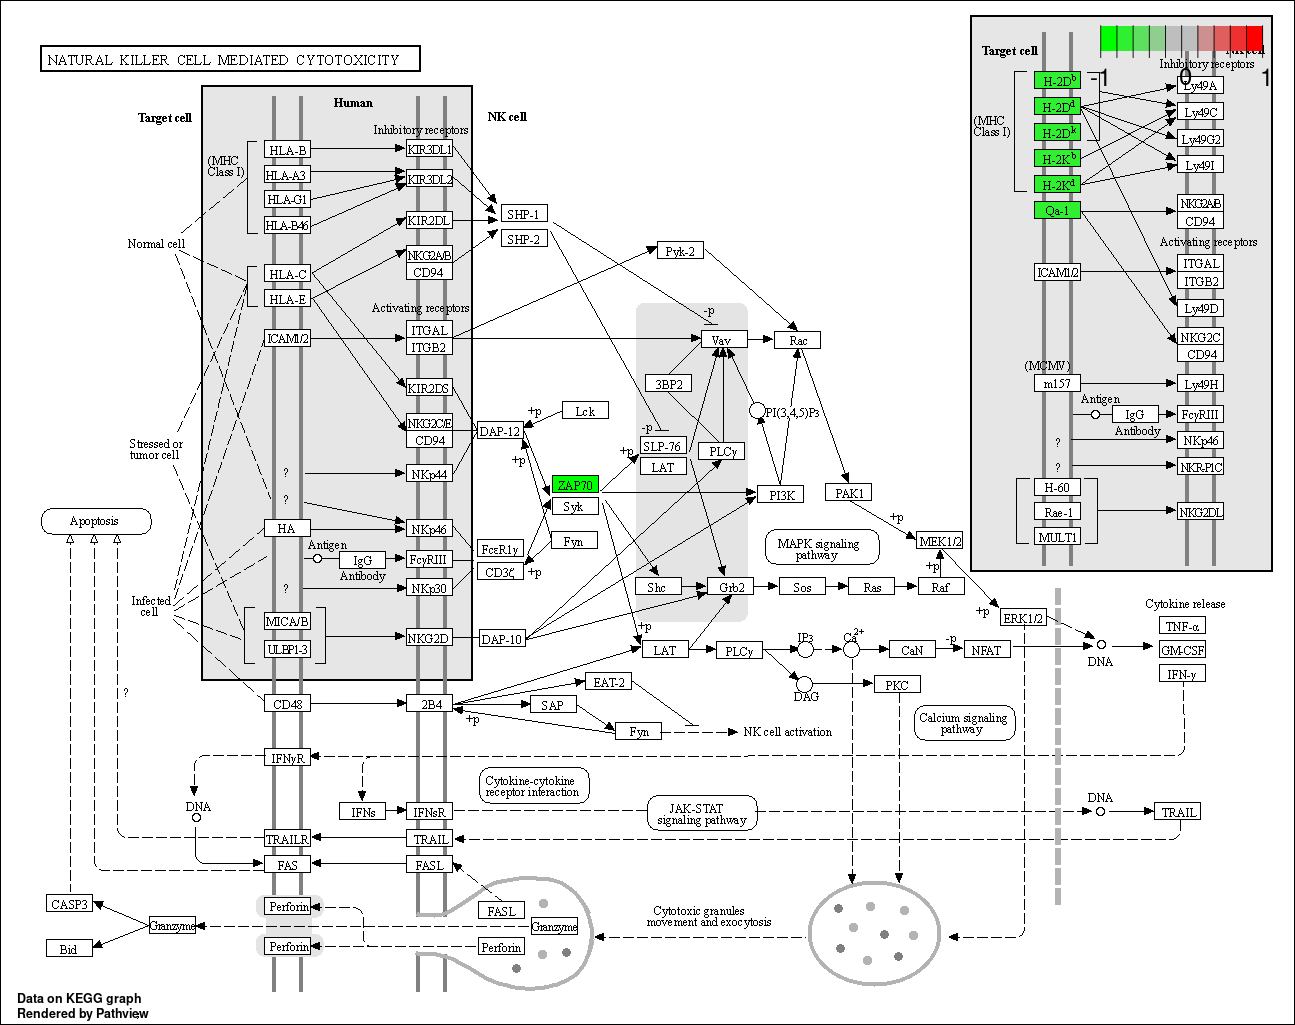 NATURAL KILLER CELL MEDIATED CYTOTOXICITY
Target cell
Human
NK cell
Inhibitory receptors
(MHC
Class I)
HLA-B
HLA-A3
HLA-G1
HLA-B46
KIR3DL1
KIR3DL2
KIR2DL
NKG2A/B
CD94
SHP-1
SHP-2
Normal cell
HLA-C
HLA-E
ICAM1/2
Activating receptors
ITGAL
ITGB2
KIR2DS
NKG2C/E
CD94
NKp44
NKp46
FcγRIII
NKp30
NKG2D
Stressed or
tumor cell
?
?
HA
Antigen
IgG
Antibody
?
MICA/B
ULBP1-3
Infected
cell
Apoptosis
?
Pyk-2
-p
Vav
Rac
3BP2
PI(3,4,5)P3
Lck
+p
DAP-12
+p
-p
SLP-76
LAT
PLCγ
+p
ZAP70
Syk
Fyn
FcεR1γ
CD3ζ
+p
PI3K
PAK1
+p
MAPK signaling
pathway
MEK1/2
+p
Shc
Grb2
Sos
Ras
Raf
+p
ERK1/2
DAP-10
+p
LAT
PLCγ
IP3
Ca2+
CaN
-p
NFAT
DNA
DAG
PKC
Cytokine release
TNF-α
GM-CSF
IFN-γ
CD48
2B4
+p
EAT-2
SAP
Fyn
NK cell activation
Calcium signaling
pathway
IFNγR
Cytokine-cytokine
receptor interaction
DNA
IFNs
IFNsR
JAK-STAT
signaling pathway
DNA
TRAIL
TRAILR
TRAIL
FAS
FASL
CASP3
Bid
Granzyme
Perforin
Perforin
FASL
Granzyme
Perforin
Cytotoxic granules
movement and exocytosis
Target cell
-1
0
1
Inhibitory receptors
(MHC
Class I)
H-2Db
H-2Dd
H-2Dk
H-2Kb
H-2Kd
Qa-1
Ly49A
Ly49C
Ly49G2
Ly49I
NKG2A/B
CD94
Activating receptors
ICAM1/2
ITGAL
ITGB2
Ly49D
NKG2C
CD94
(MCMV)
m157
Ly49H
Antigen
IgG
FcγRIII
Antibody
?
NKp46
?
NKR-P1C
H-60
Rae-1
MULT1
NKG2DL
Data on KEGG graph
Rendered by Pathview